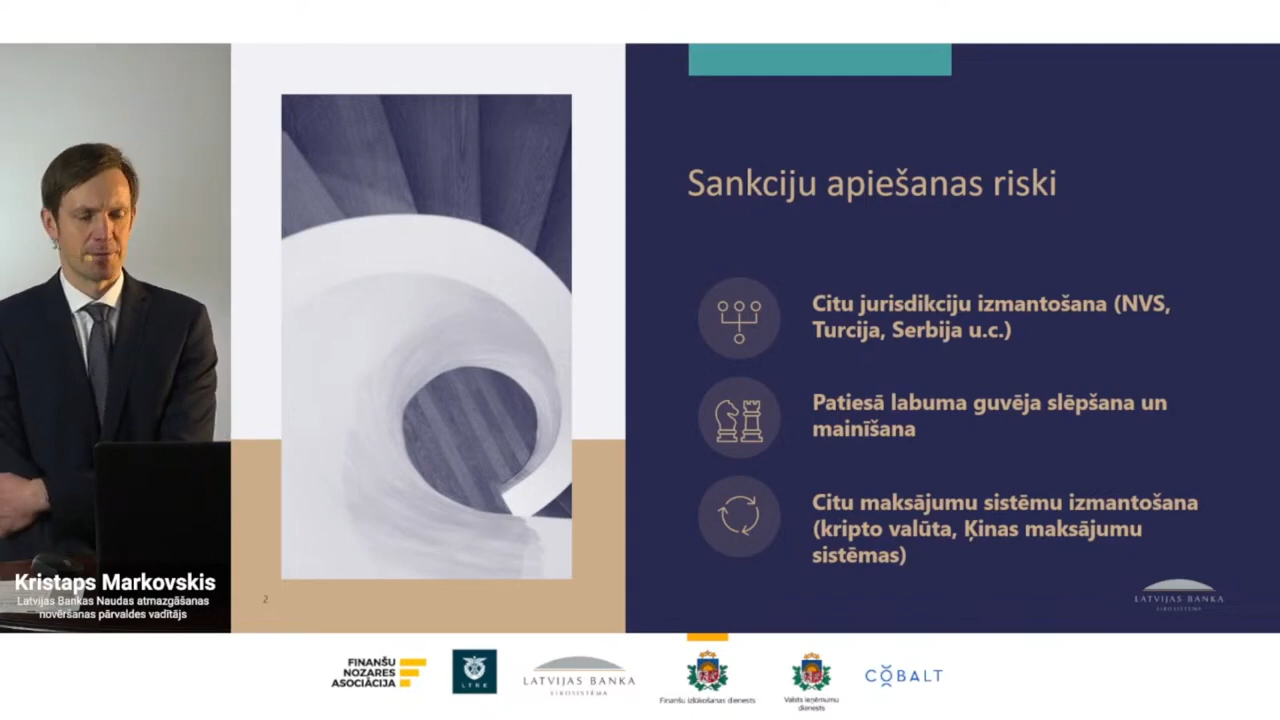 Sankciju apiešanas riski
Citu jurisdikciju izmantošana (NVS,
Turcija, Serbija u.c.)
Patiesā labuma guvēja slēpšana un
mainīšana
Citu maksājumu sistēmu izmantošana
(kripto valūta, Ķīnas maksājumu
sistēmas)
Kristaps Markovskis
Latvijas Bankas Naudas atmazgāšanas
novēršanas pārvaldes vadītājs
2
LATVIJAS BANKA
EIROSISTĒMA
FINANŠU
NOZARES
ASOCIĀCIJA
LTRK
LATVIJAS BANKA
EIROSISTĒMA
Finanšu izlūkošanas dienests
Valsts ieņēmumu
dienests
COBALT